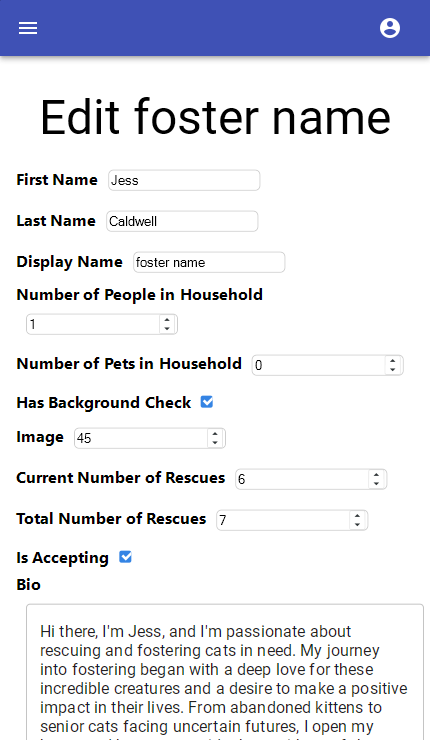 Edit foster name
First Name Jess
Last Name Caldwell
Display Name foster name
Number of People in Household
1
Number of Pets in Household 0
Has Background Check
Image 45
Current Number of Rescues 6
Total Number of Rescues 7
Is Accepting
Bio
Hi there, I'm Jess, and I'm passionate about
rescuing and fostering cats in need. My journey
into fostering began with a deep love for these
incredible creatures and a desire to make a positive
impact in their lives. From abandoned kittens to
senior cats facing uncertain futures, I open my